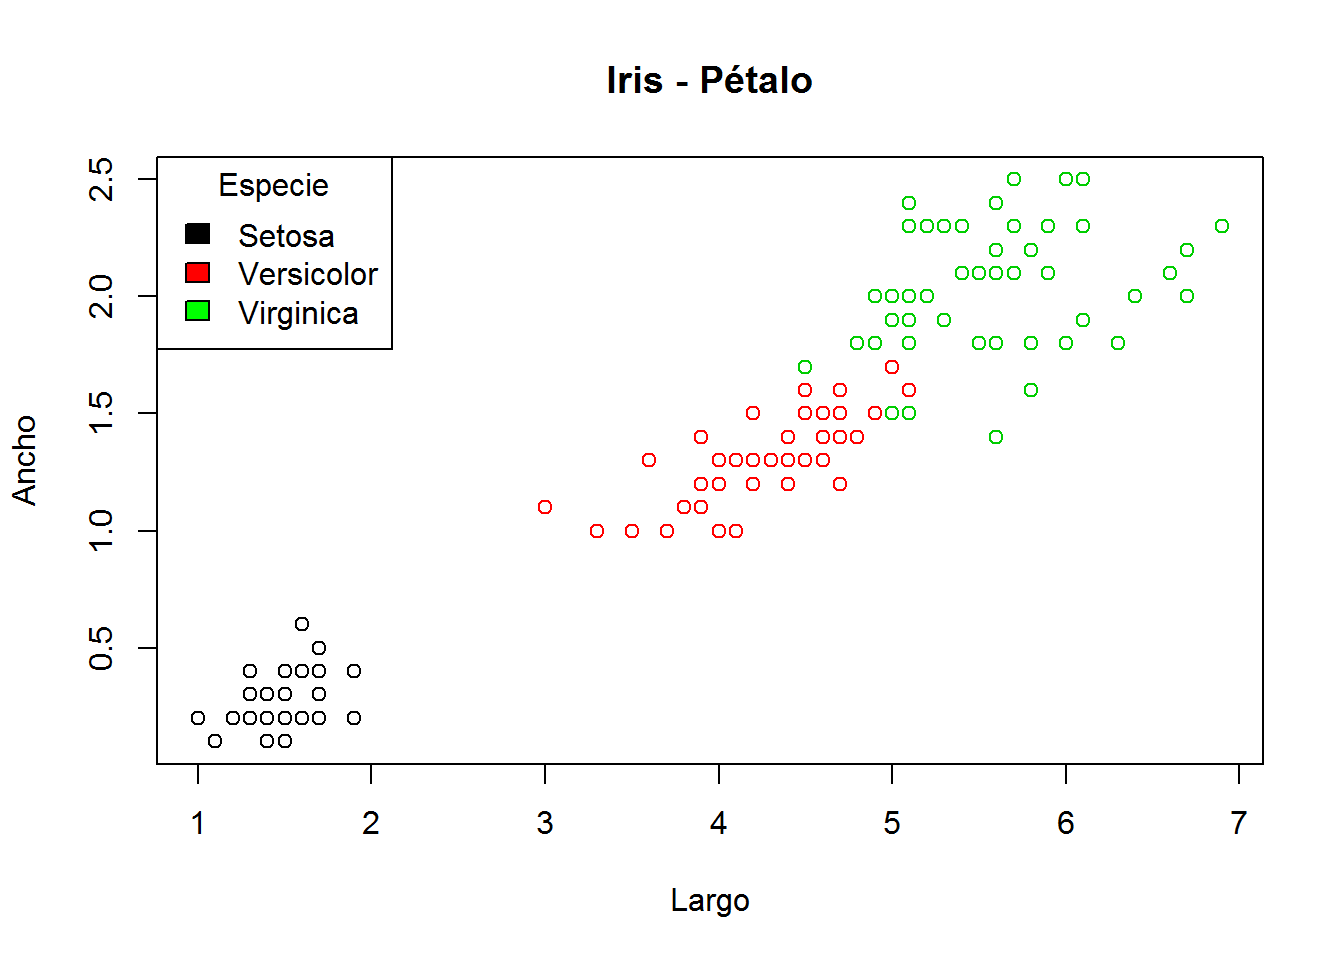 Iris - Pétalo
Especie
Setosa
Versicolor
Virginica
2.5
2.0
1.5
1.0
0.5
Ancho
1 2 3 4 5 6 7
Largo